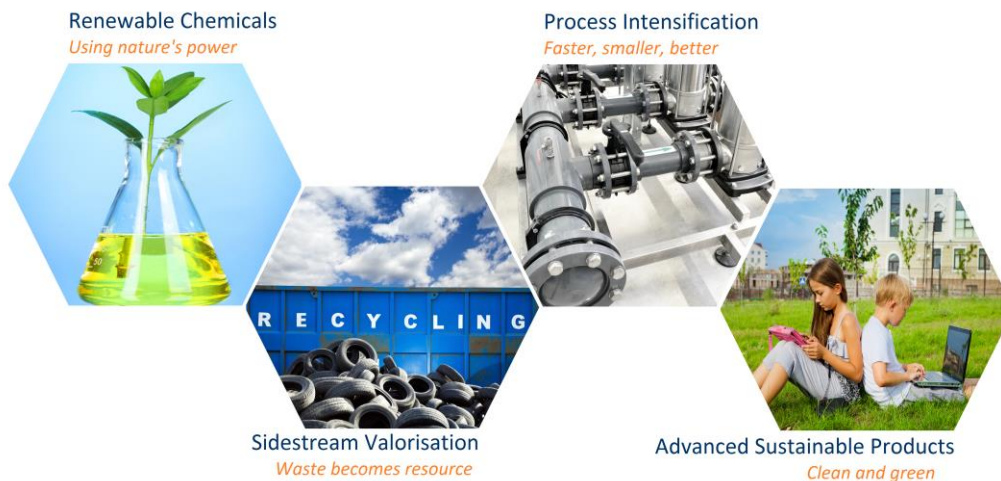 Renewable Chemicals
Using nature's power
Process Intensification
Faster, smaller, better
50
RECYCLING
Sidestream Valorisation
Waste becomes resource
Advanced Sustainable Products
Clean and green